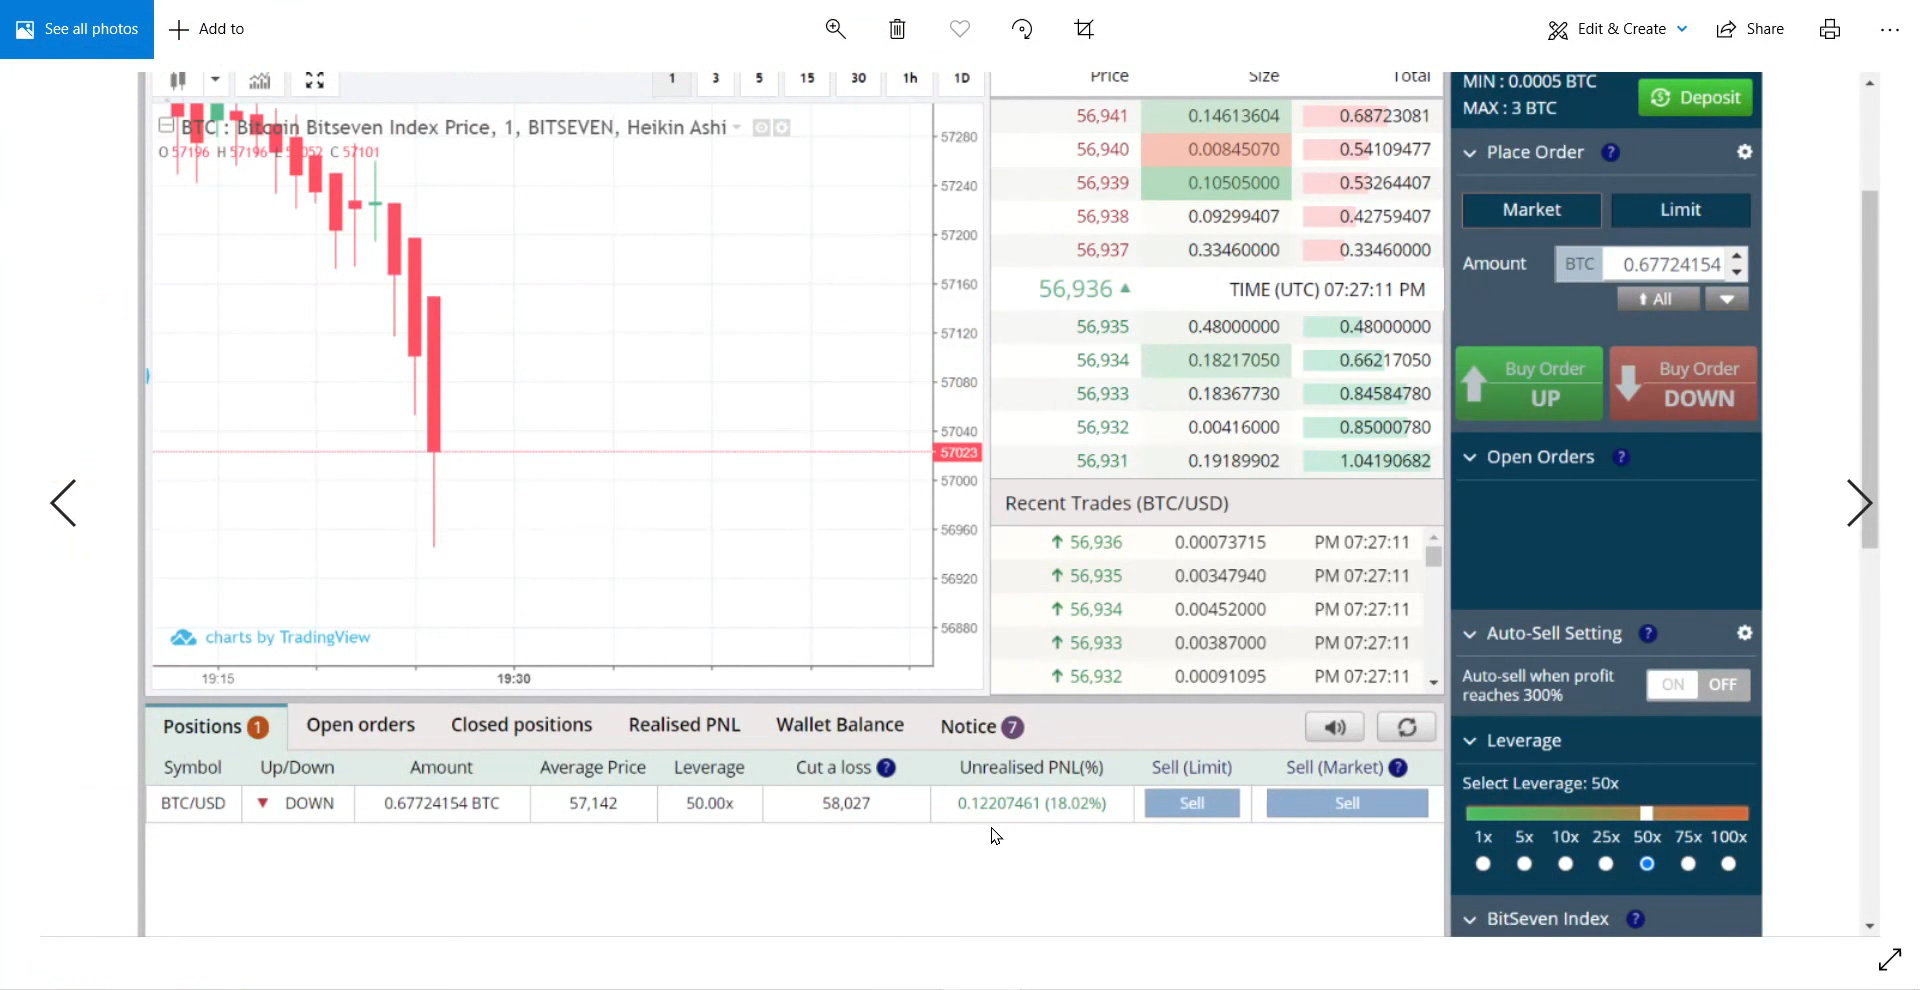 See all photos
Add to
Edit & Create
Share
1 3 5 15 30 1h 1D
BTC : Bitcoin Bitseven Index Price, 1, BITSEVEN, Heikin Ashi
O 57196 H 57196 L 57052 C 57101
57280
57240
57200
57160
57120
57080
57040
57023
57000
56960
56920
56880
charts by TradingView
19:15 19:30
Price Size Total
56,941 0.14613604 0.68723081
56,940 0.00845070 0.54109477
56,939 0.10505000 0.53264407
56,938 0.09299407 0.42759407
56,937 0.33460000 0.33460000
56,936 TIME (UTC) 07:27:11 PM
56,935 0.48000000 0.48000000
56,934 0.18217050 0.66217050
56,933 0.18367730 0.84584780
56,932 0.00416000 0.85000780
56,931 0.19189902 1.04190682
Recent Trades (BTC/USD)
56,936 0.00073715 PM 07:27:11
56,935 0.00347940 PM 07:27:11
56,934 0.00452000 PM 07:27:11
56,933 0.00387000 PM 07:27:11
56,932 0.00091095 PM 07:27:11
MIN : 0.0005 BTC
MAX : 3 BTC
Deposit
Place Order ?
Market Limit
Amount BTC 0.67724154
All
Buy Order UP
Buy Order DOWN
Open Orders ?
Auto-Sell Setting ?
Auto-sell when profit
reaches 300%
ON OFF
Leverage
Select Leverage: 50x
1x 5x 10x 25x 50x 75x 100x
BitSeven Index ?
Positions 1 Open orders Closed positions Realised PNL Wallet Balance Notice 7
Symbol Up/Down Amount Average Price Leverage Cut a loss ? Unrealised PNL(%) Sell (Limit) Sell (Market) ?
BTC/USD DOWN 0.67724154 BTC 57,142 50.00x 58,027 0.12207461 (18.02%) Sell Sell